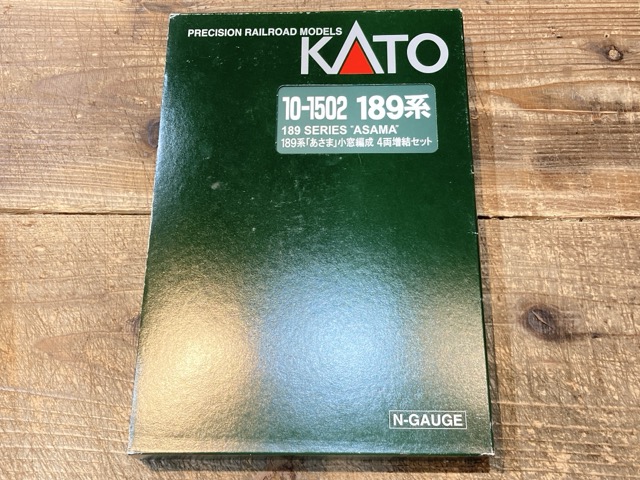 PRECISION RAILROAD MODELS
KATO
10-1502 189系
189 SERIES "ASAMA"
189系「あさま」小窓編成 4両増結セット
N-GAUGE